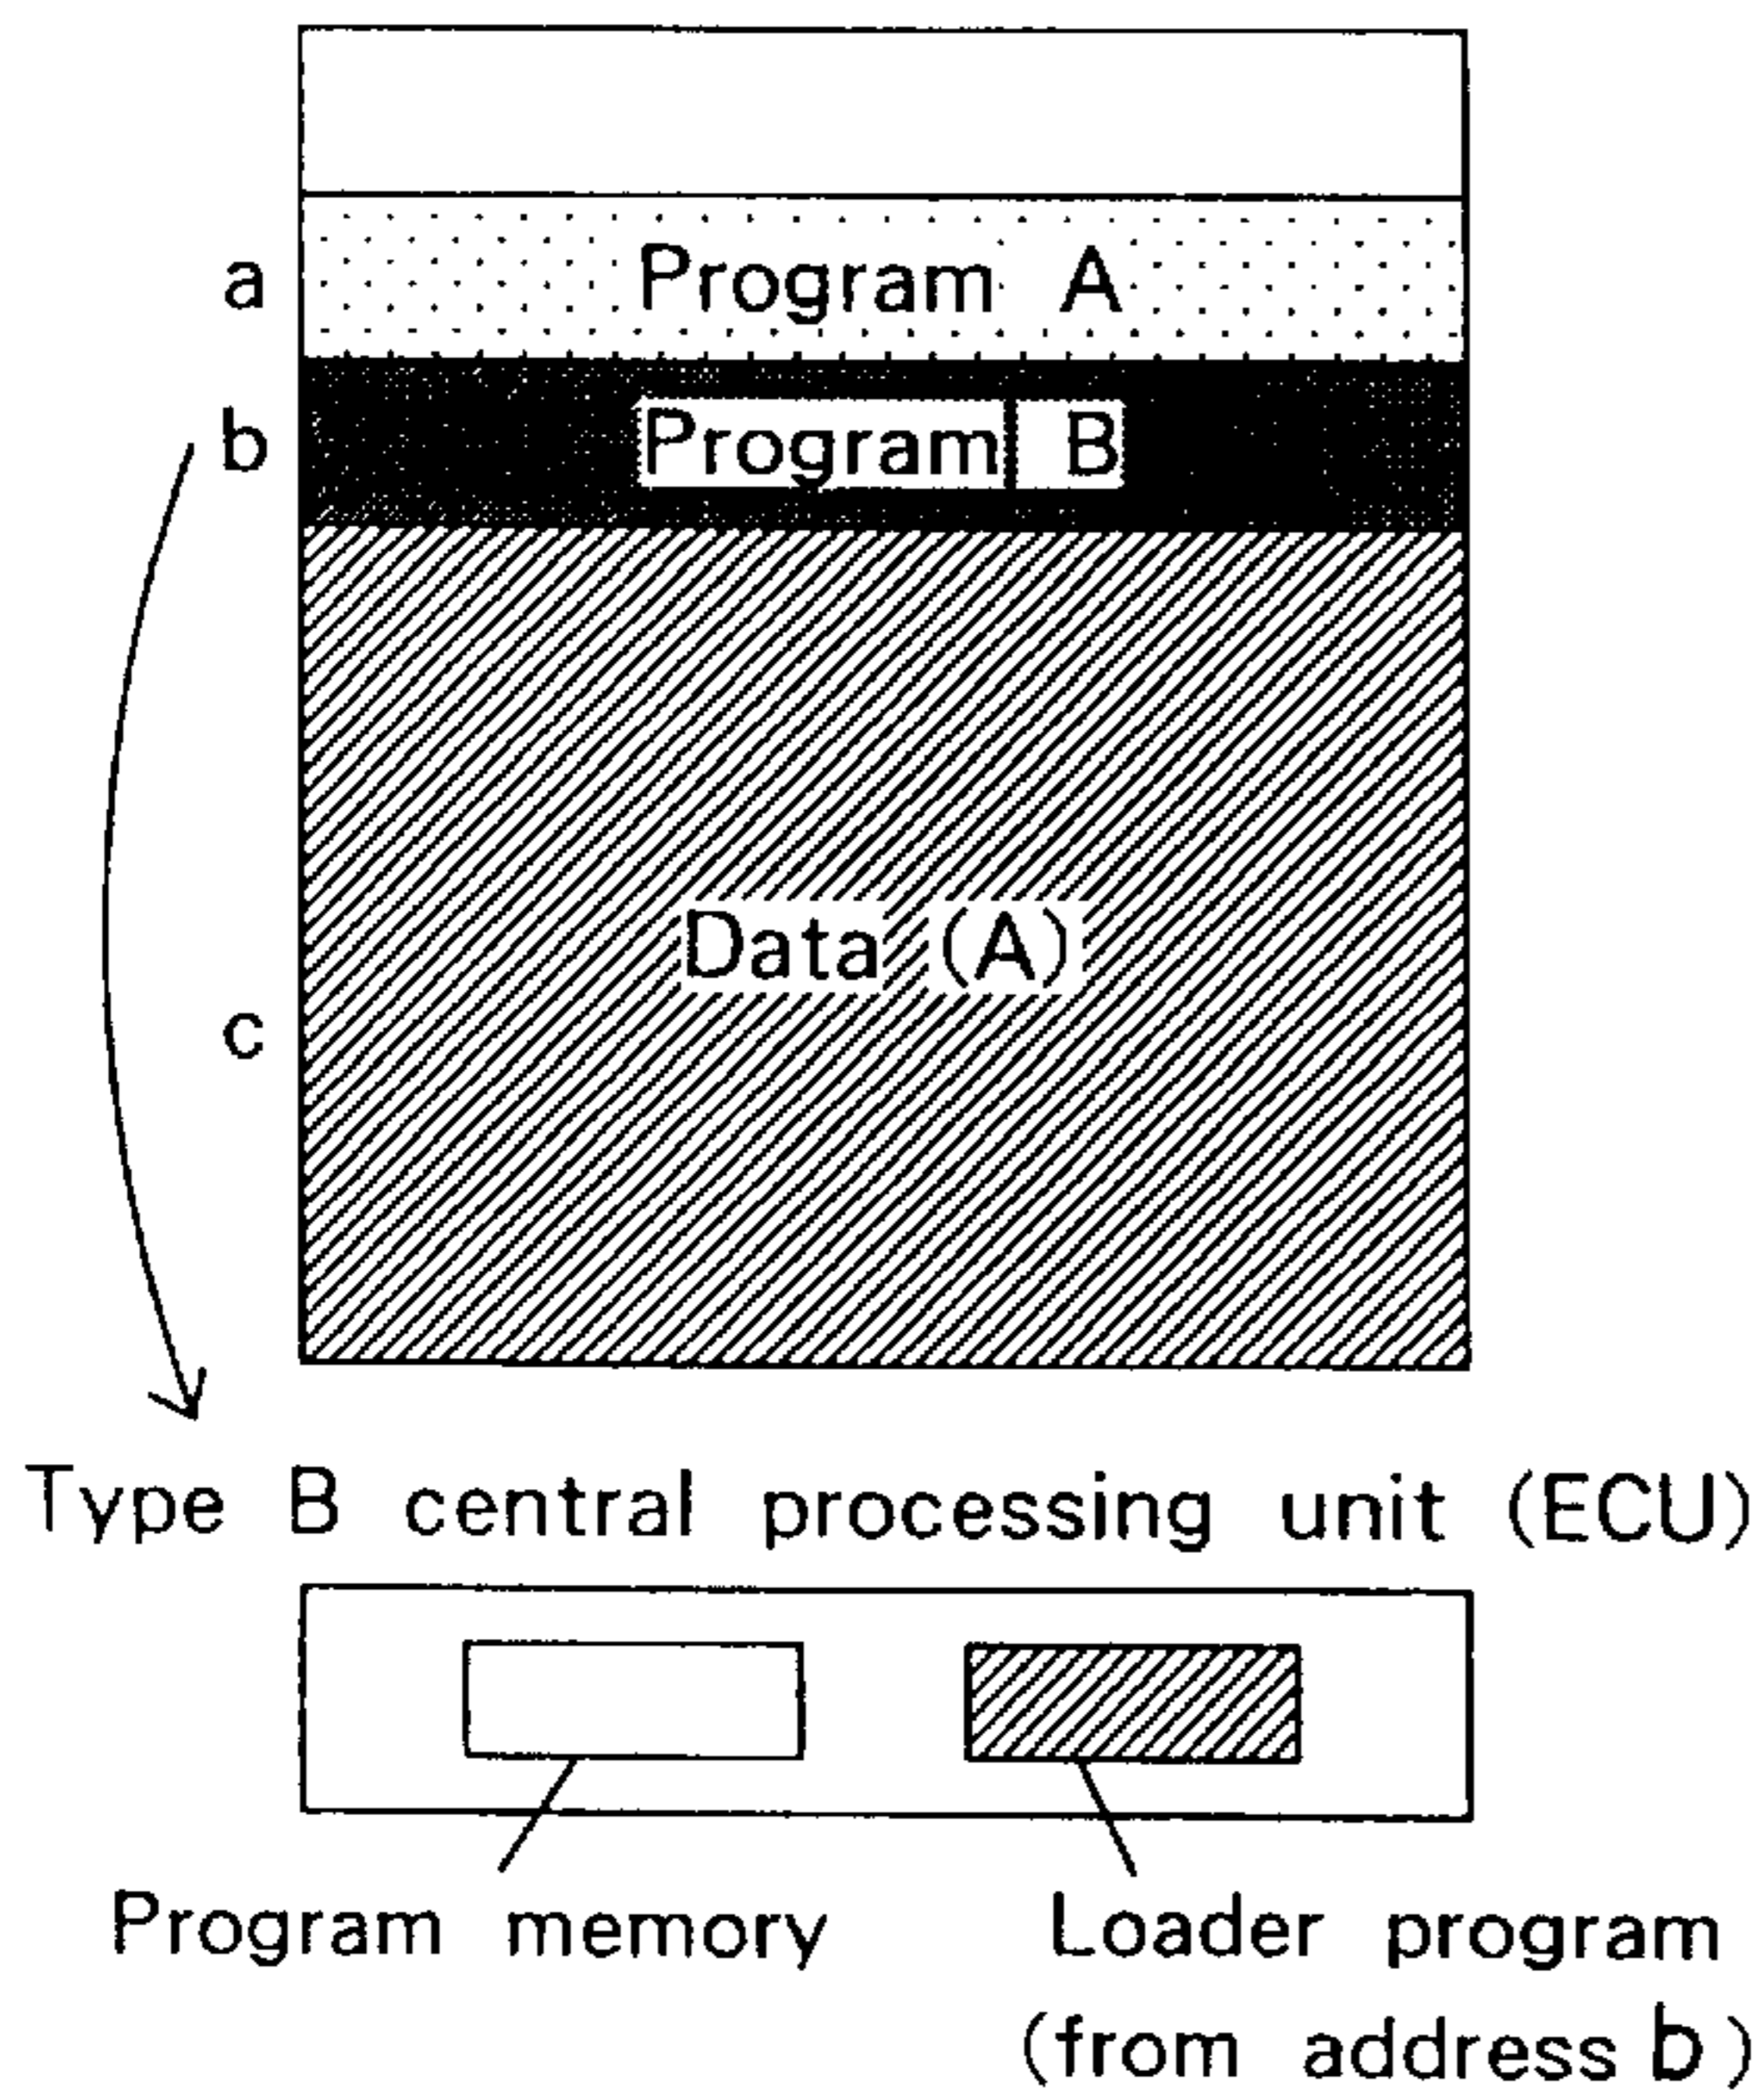 a Program A
b Program B
Data (A)
c
Type B central processing unit (ECU)
Program memory Loader program
(from address b)